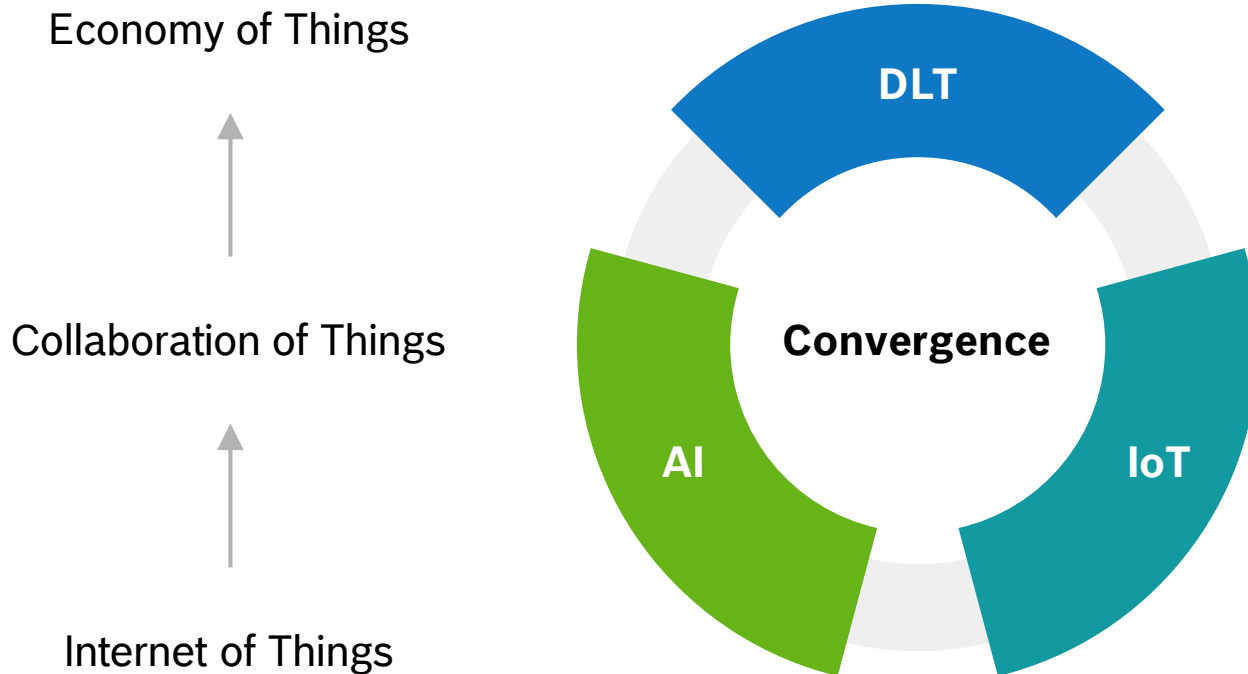 Economy of Things
Collaboration of Things
Internet of Things
DLT
Convergence
AI
IoT